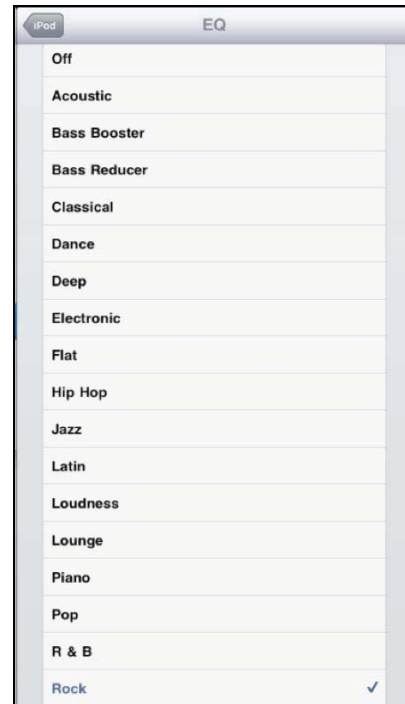 iPod
EQ
Off
Acoustic
Bass Booster
Bass Reducer
Classical
Dance
Deep
Electronic
Flat
Hip Hop
Jazz
Latin
Loudness
Lounge
Piano
Pop
R & B
Rock